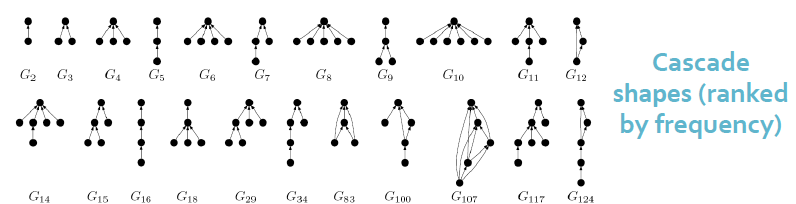 G2 G3 G4 G5 G6 G7 G8 G9 G10 G11 G12
G14 G15 G16 G18 G29 G34 G83 G100 G107 G117 G124
Cascade
shapes (ranked
by frequency)